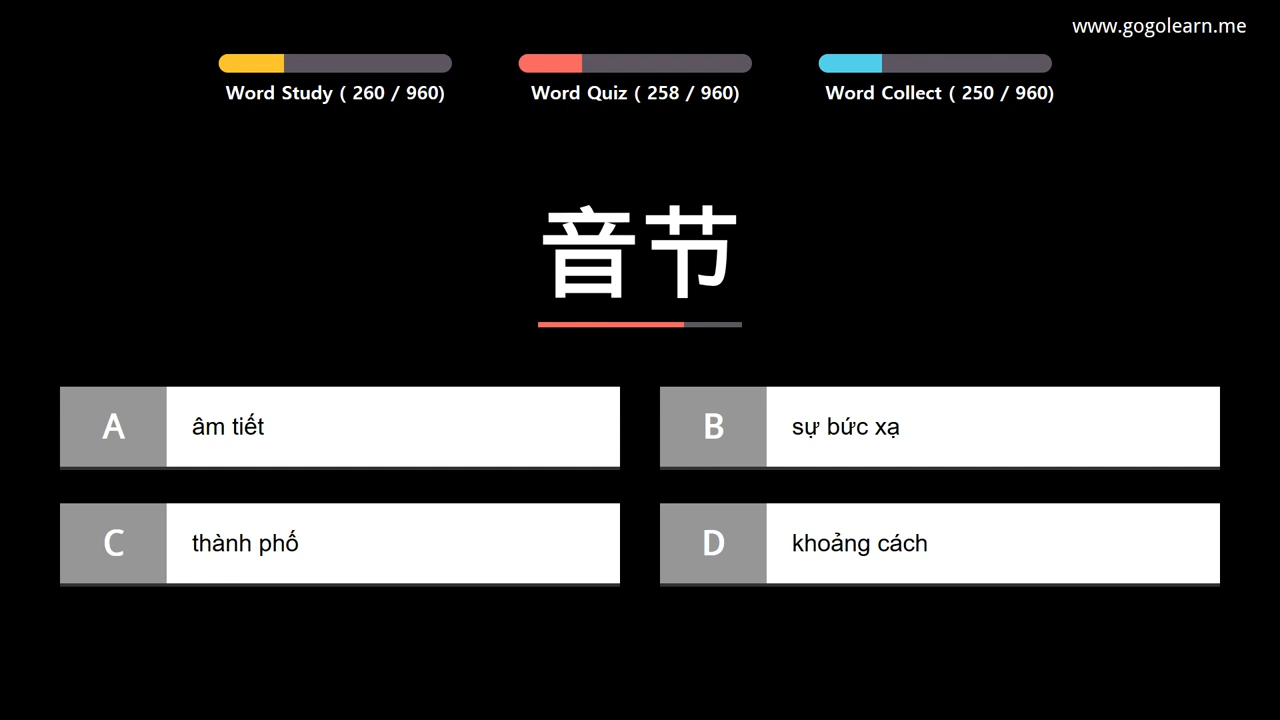 www.gogolearn.me
Word Study ( 260 / 960)
Word Quiz ( 258 / 960)
Word Collect ( 250 / 960)
音节
A
âm tiết
B
sự bức xạ
C
thành phố
D
khoảng cách